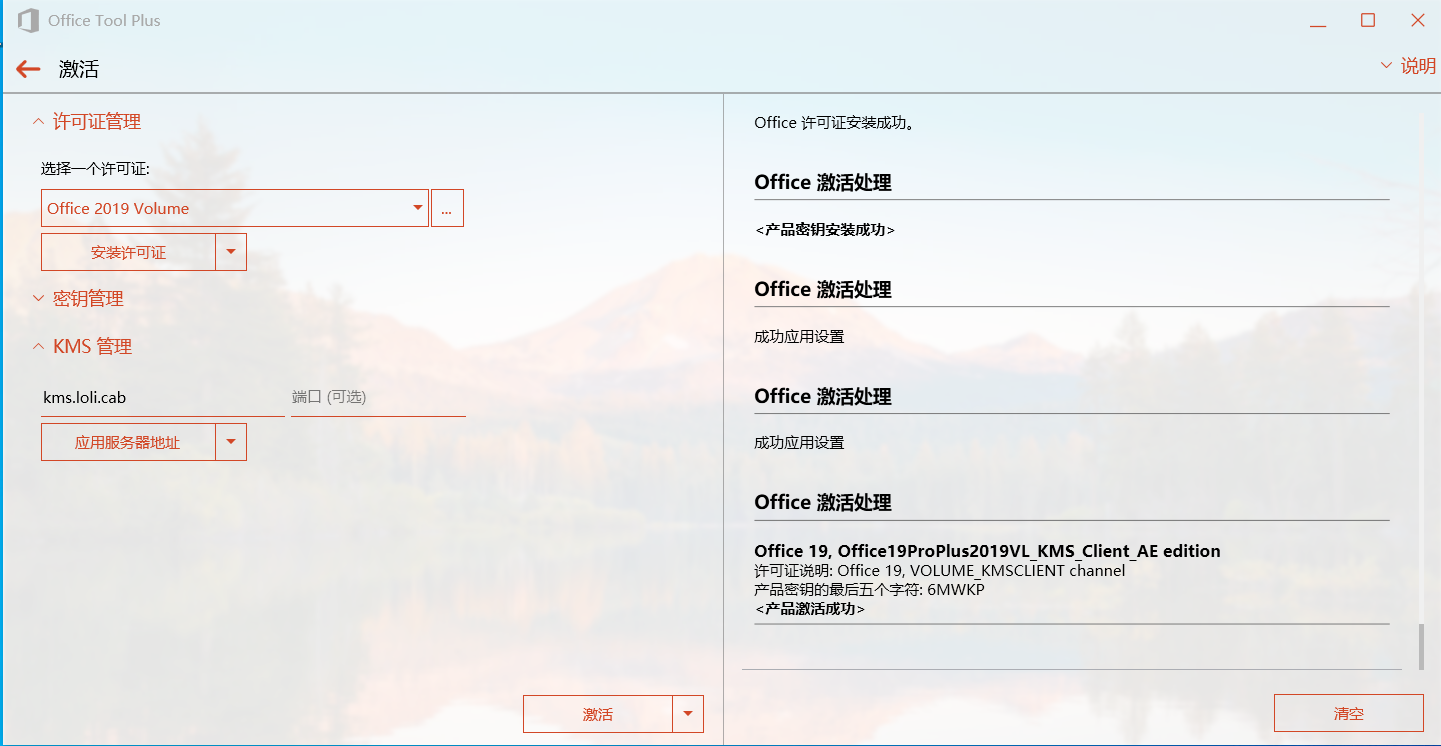 Office Tool Plus
激活
说明
许可证管理
选择一个许可证:
Office 2019 Volume
...
安装许可证
密钥管理
KMS 管理
kms.loli.cab
端口 (可选)
应用服务器地址
激活
Office 许可证安装成功。
Office 激活处理
<产品密钥安装成功>
Office 激活处理
成功应用设置
Office 激活处理
成功应用设置
Office 激活处理
Office 19, Office19ProPlus2019VL_KMS_Client_AE edition
许可证说明: Office 19, VOLUME_KMSCLIENT channel
产品密钥的最后五个字符: 6MWKP
<产品激活成功>
清空